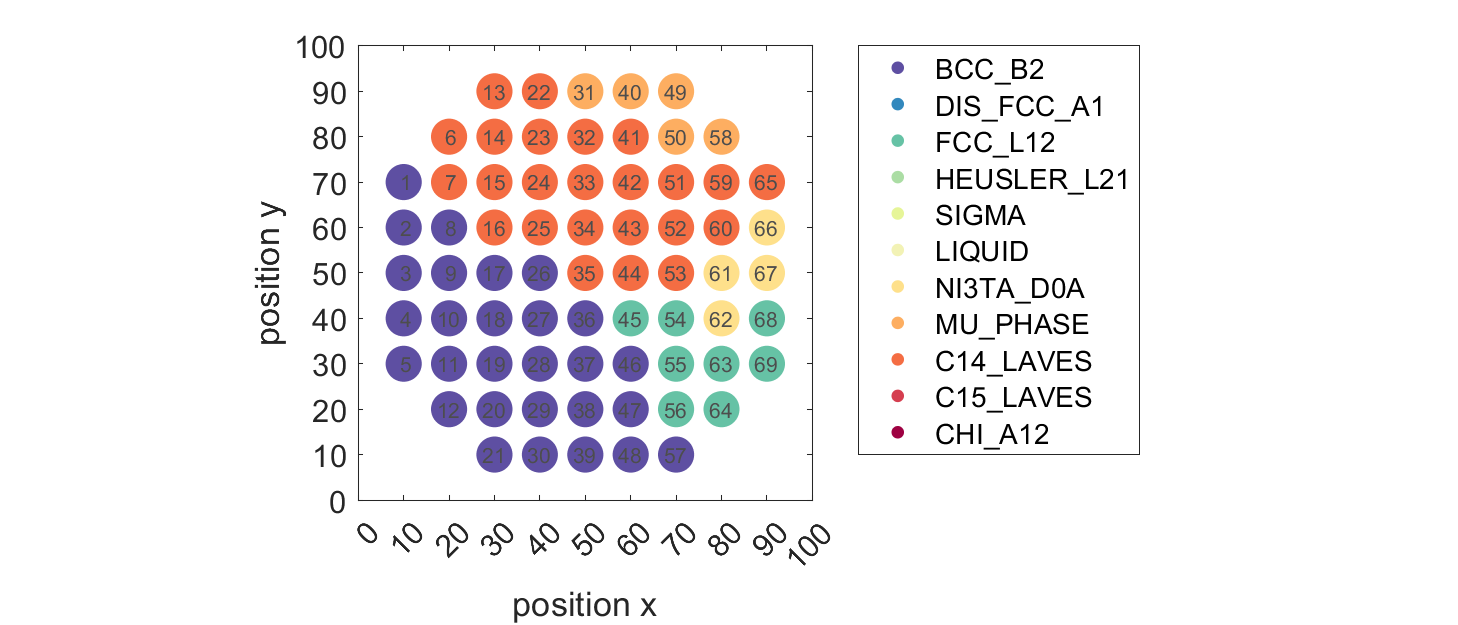 100
90
80
70
60
50
40
30
20
10
0
position y
13 22 31 40 49
6 14 23 32 41 50 58
1 7 15 24 33 42 51 59 65
2 8 16 25 34 43 52 60 66
3 9 17 26 35 44 53 61 67
4 10 18 27 36 45 54 62 68
5 11 19 28 37 46 55 63 69
12 20 29 38 47 56 64
21 30 39 48 57
0 10 20 30 40 50 60 70 80 90 100
position x
BCC_B2
DIS_FCC_A1
FCC_L12
HEUSLER_L21
SIGMA
LIQUID
NI3TA_D0A
MU_PHASE
C14_LAVES
C15_LAVES
CHI_A12